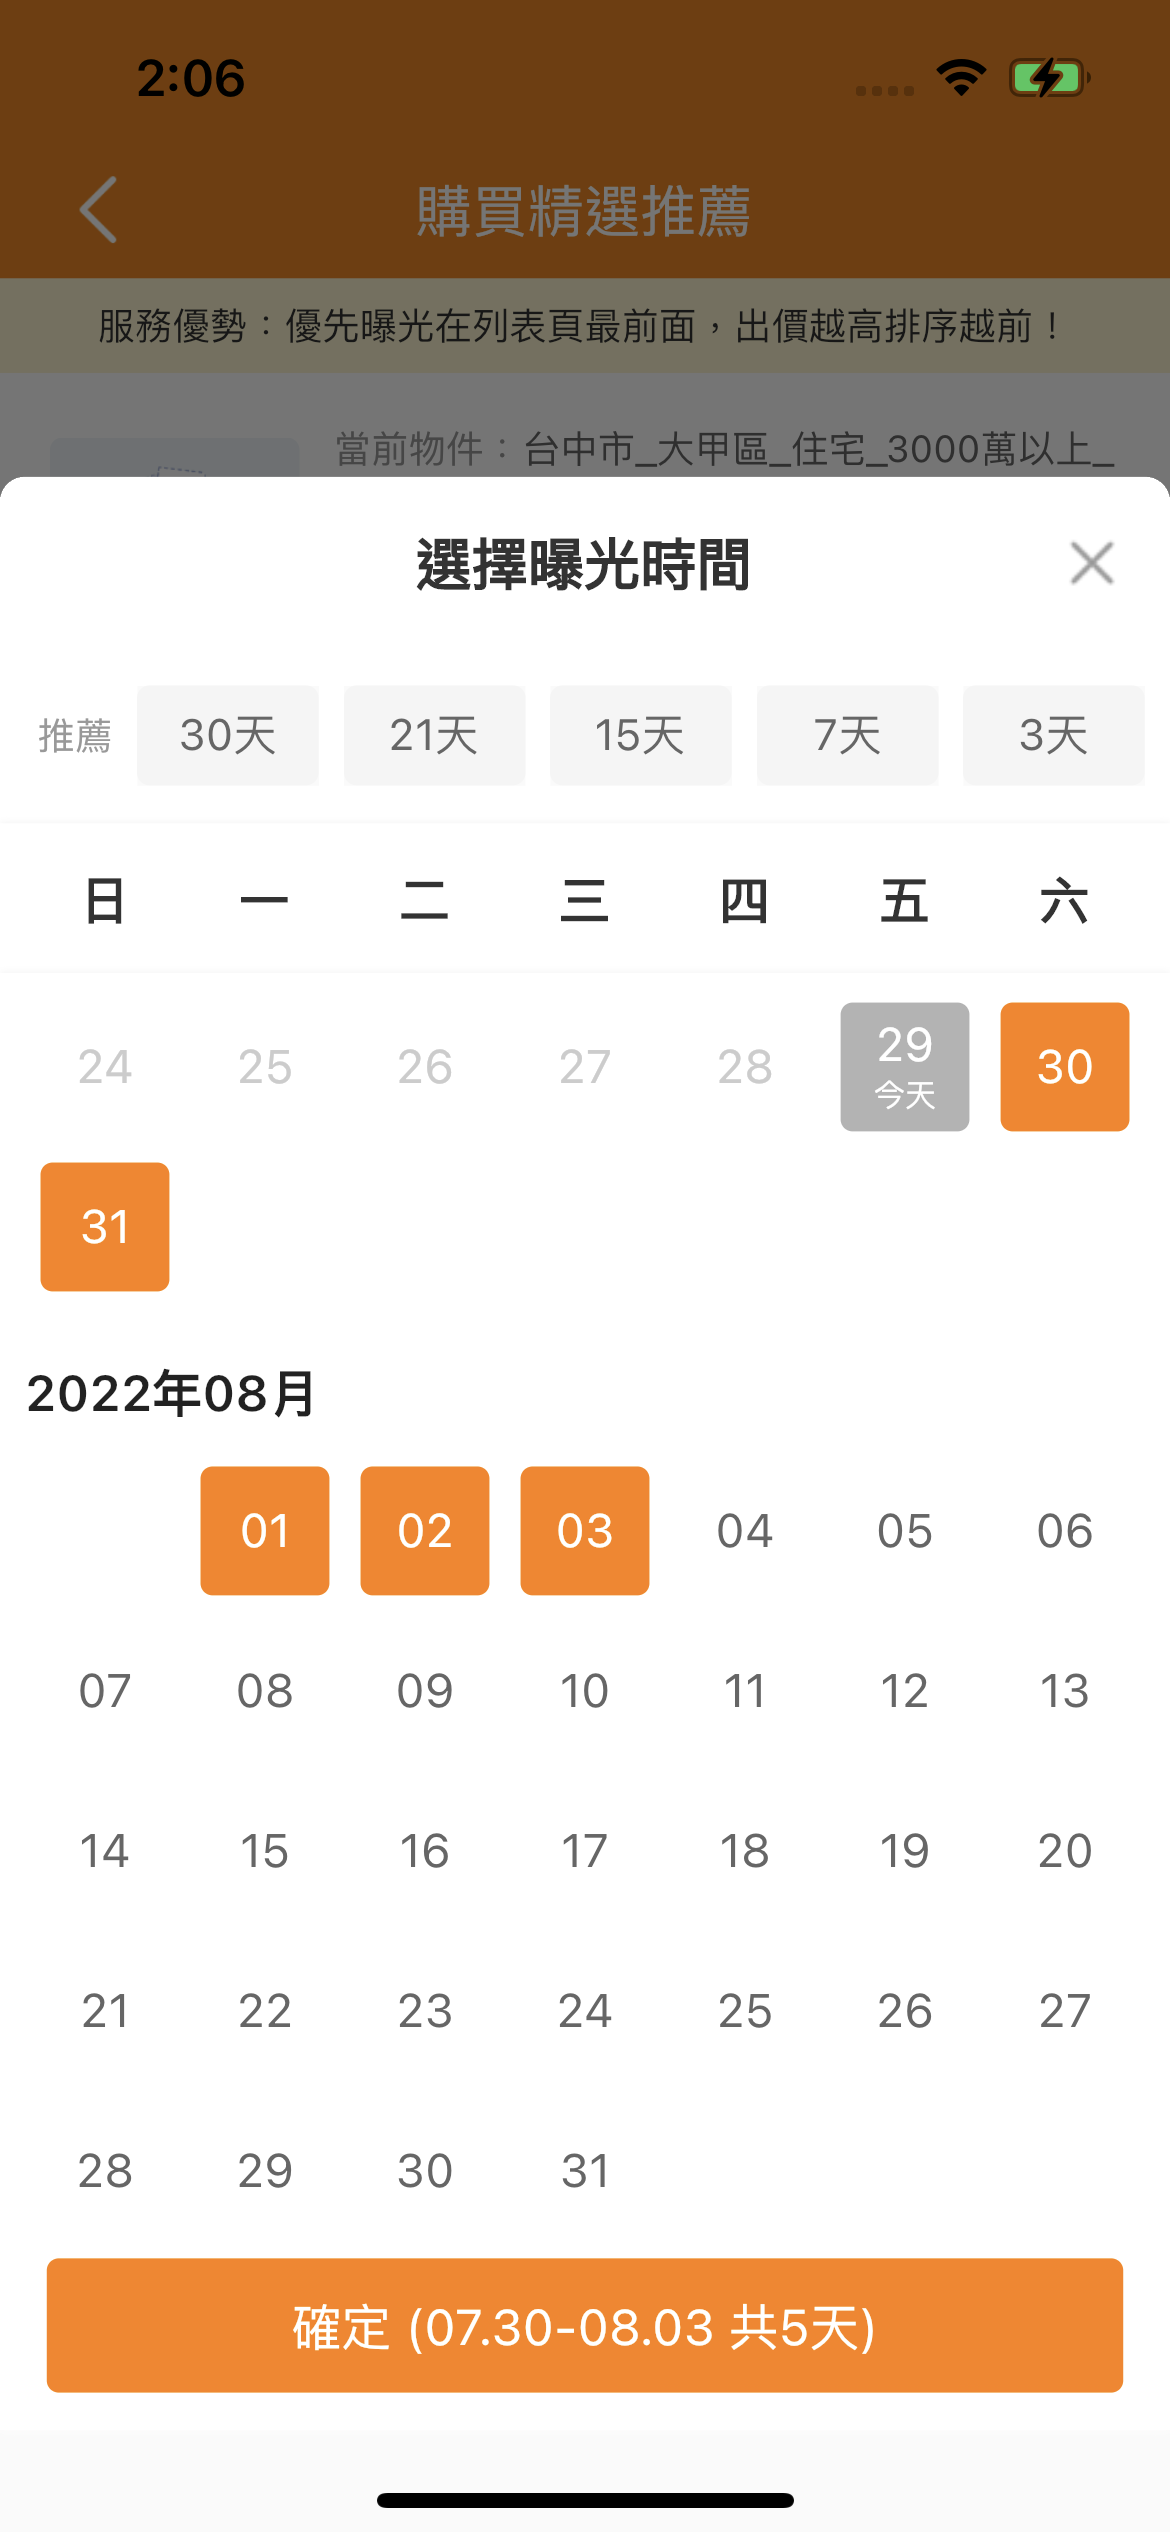 2:06
購買精選推薦
服務優勢：優先曝光在列表頁最前面，出價越高排序越前！
當前物件：台中市_大甲區_住宅_3000萬以上_
選擇曝光時間
推薦 30天 21天 15天 7天 3天
日 一 二 三 四 五 六
24 25 26 27 28 29 30
今天
31
2022年08月
01 02 03 04 05 06
07 08 09 10 11 12 13
14 15 16 17 18 19 20
21 22 23 24 25 26 27
28 29 30 31
確定 (07.30-08.03 共5天)